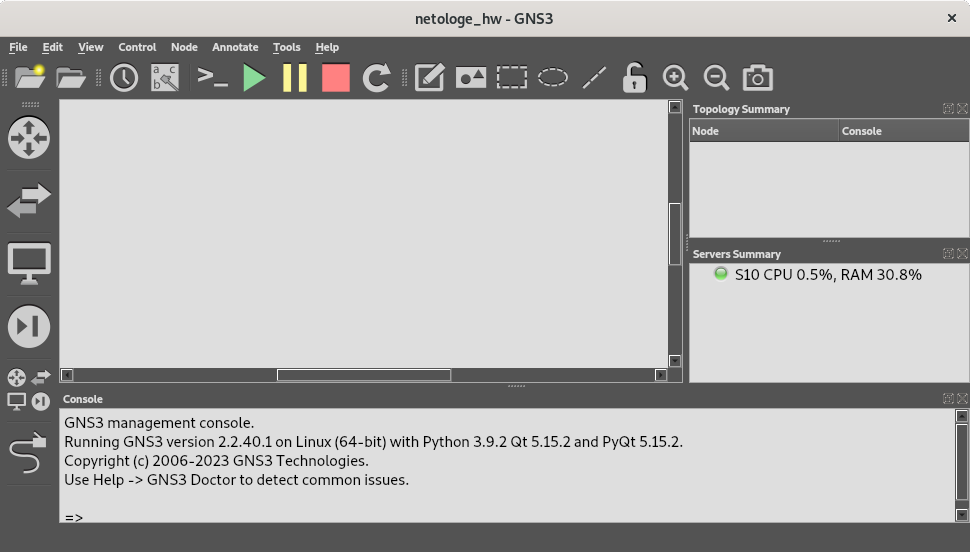 netologe_hw - GNS3
File Edit View Control Node Annotate Tools Help
a c
b
Topology Summary
Node Console
Servers Summary
S10 CPU 0.5%, RAM 30.8%
Console
GNS3 management console.
Running GNS3 version 2.2.40.1 on Linux (64-bit) with Python 3.9.2 Qt 5.15.2 and PyQt 5.15.2.
Copyright (c) 2006-2023 GNS3 Technologies.
Use Help -> GNS3 Doctor to detect common issues.
=>